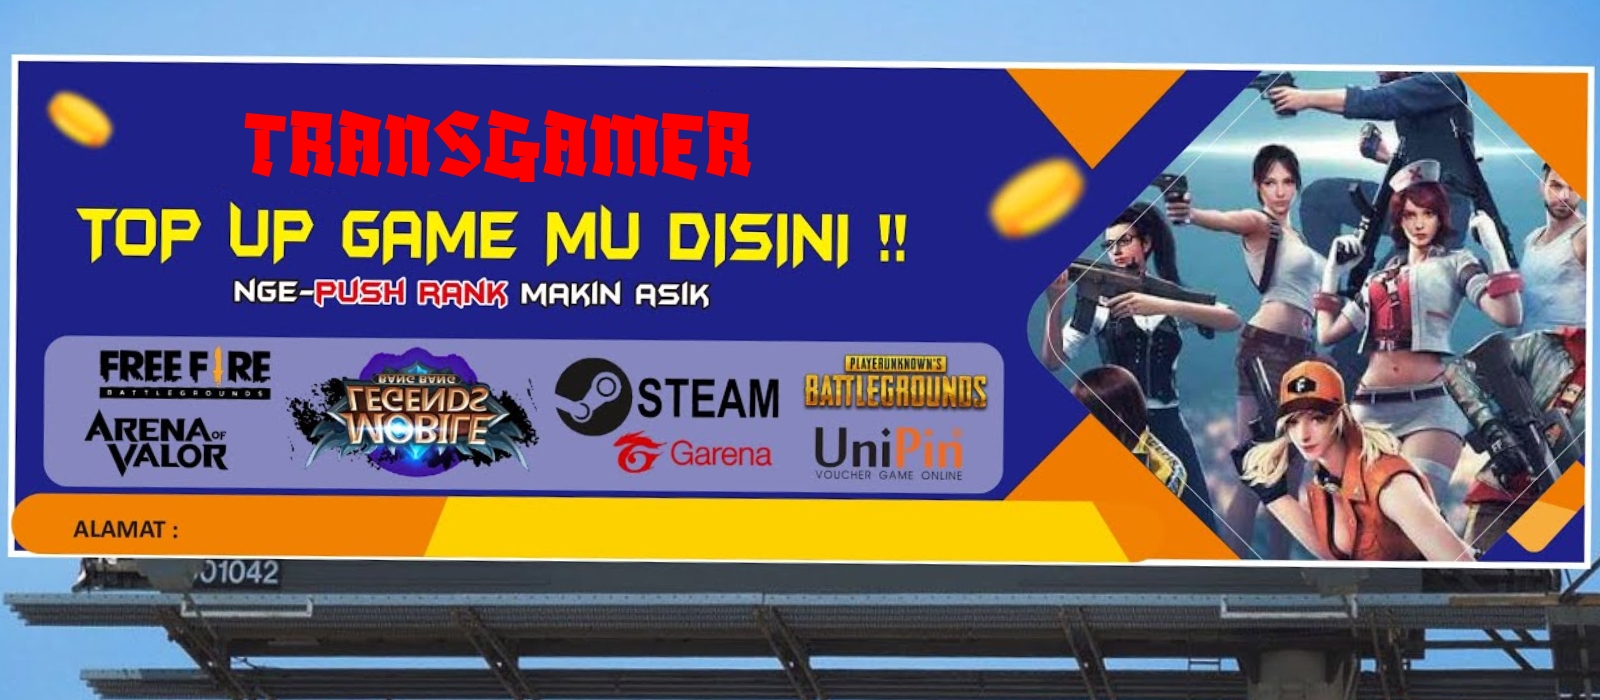 TRANSGAMER
TOP UP GAME MU DISINI !!
NGE-PUSH RANK MAKIN ASIK
FREE FIRE
BATTLEGROUNDS
ARENA OF
VALOR
BANG BANG
LEGENDS
MOBILE
STEAM
Garena
PLAYERUNKNOWN'S
BATTLEGROUNDS
UniPin
VOUCHER GAME ONLINE
ALAMAT :
01042